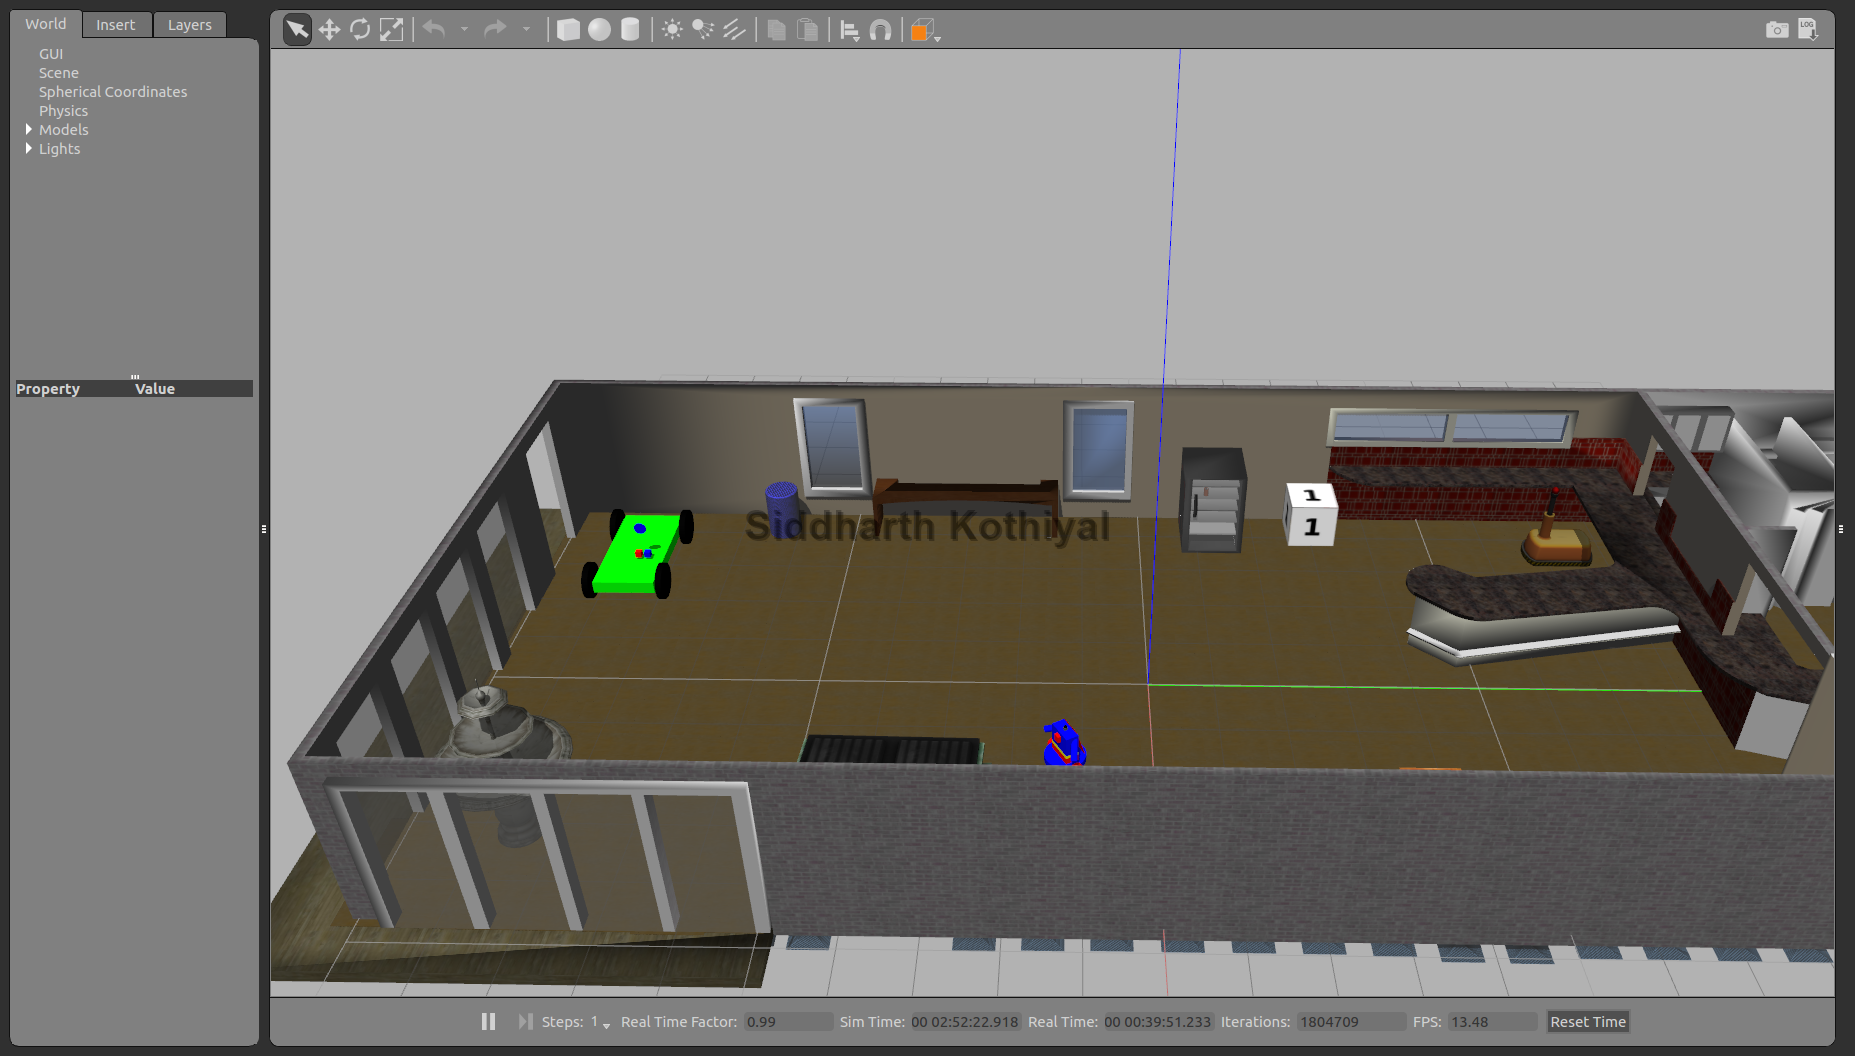 World Insert Layers
GUI
Scene
Spherical Coordinates
Physics
Models
Lights
Property Value
LOG
1
1
Siddharth Kothiyal
Steps: 1 Real Time Factor: 0.99 Sim Time: 00 02:52:22.918 Real Time: 00 00:39:51.233 Iterations: 1804709 FPS: 13.48 Reset Time